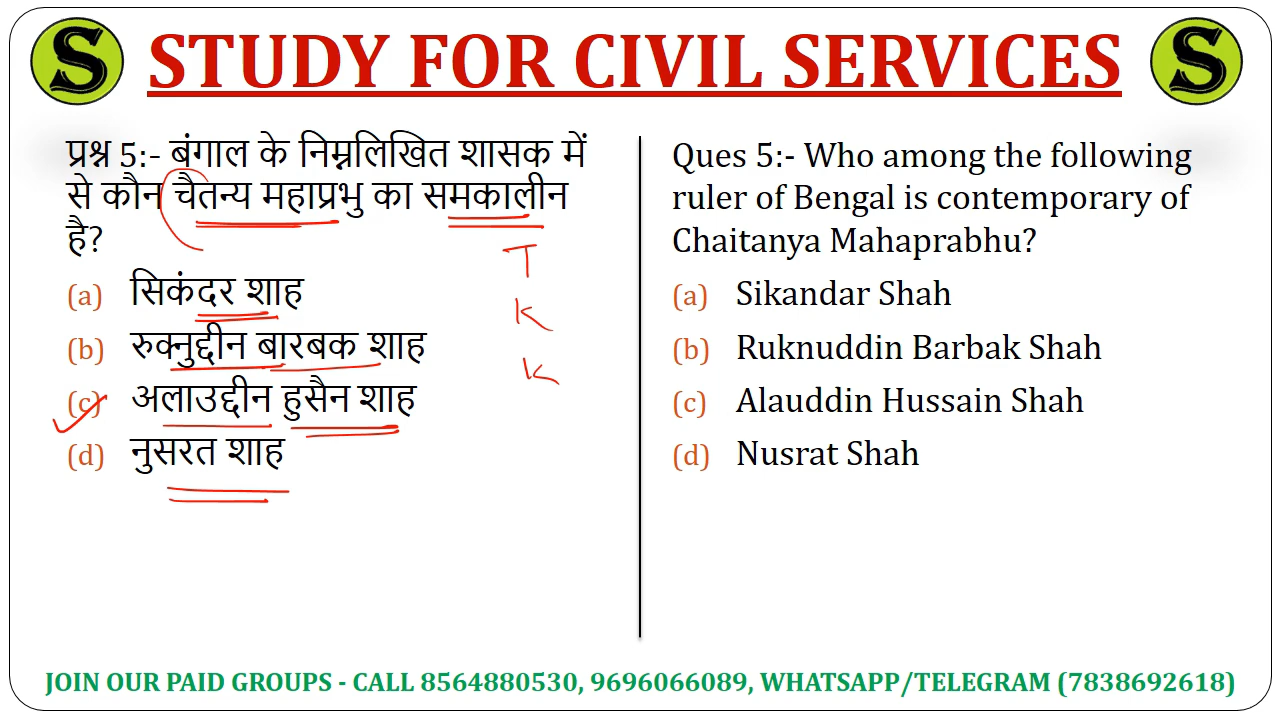 S
STUDY FOR CIVIL SERVICES
S
प्रश्न 5:- बंगाल के निम्नलिखित शासक में
से कौन चैतन्य महाप्रभु का समकालीन
है?
(a) सिकंदर शाह
(b) रुक्नुद्दीन बारबक शाह
(c) अलाउद्दीन हुसैन शाह
(d) नुसरत शाह
T
K
K
Ques 5:- Who among the following
ruler of Bengal is contemporary of
Chaitanya Mahaprabhu?
(a) Sikandar Shah
(b) Ruknuddin Barbak Shah
(c) Alauddin Hussain Shah
(d) Nusrat Shah
JOIN OUR PAID GROUPS - CALL 8564880530, 9696066089, WHATSAPP/TELEGRAM (7838692618)